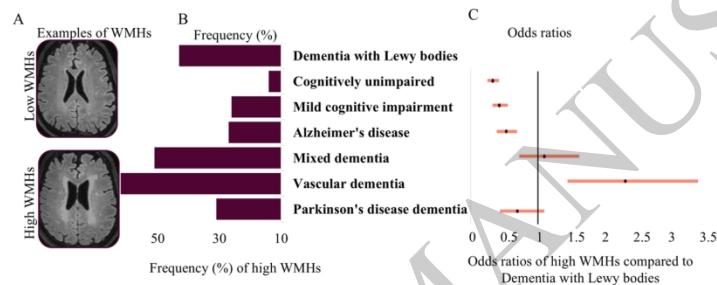 A
Examples of WMHs
Low WMHs
High WMHs
B
Frequency (%)
Dementia with Lewy bodies
Cognitively unimpaired
Mild cognitive impairment
Alzheimer's disease
Mixed dementia
Vascular dementia
Parkinson's disease dementia
50 30 10
Frequency (%) of high WMHs
C
Odds ratios
0 0.5 1 1.5 2 2.5 3 3.5
Odds ratios of high WMHs compared to
Dementia with Lewy bodies
MANUS